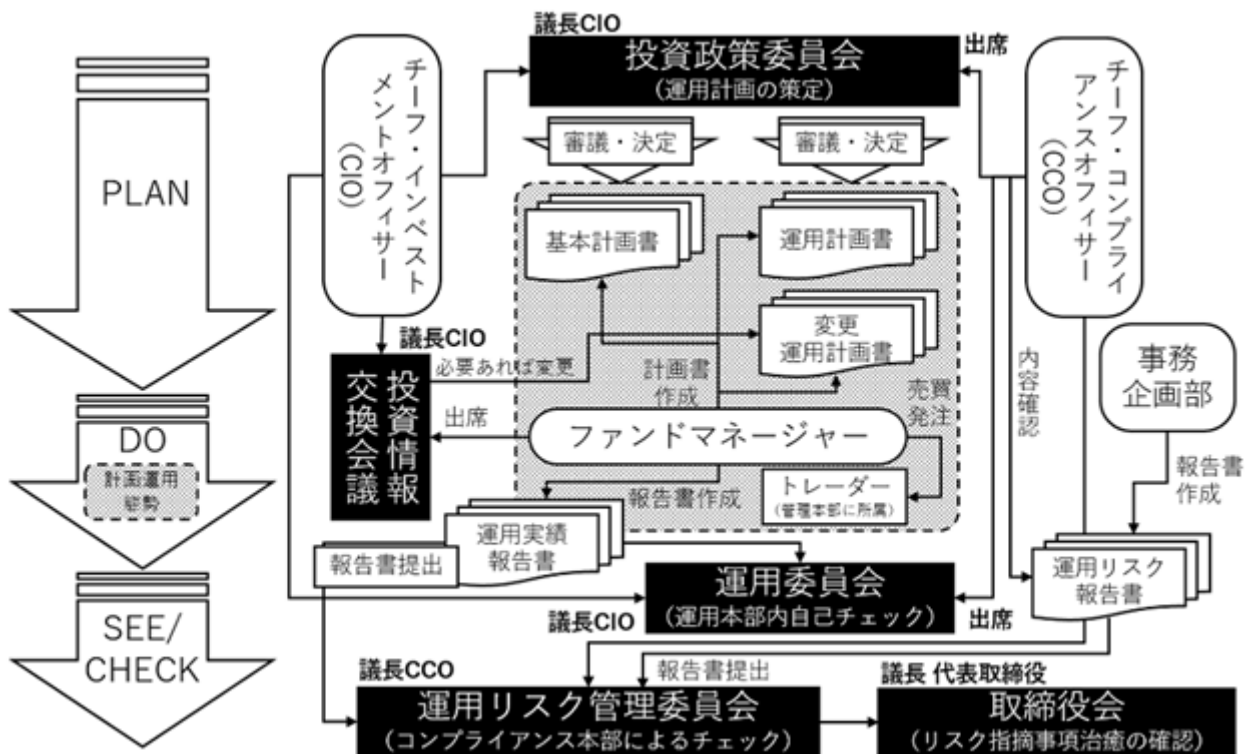 PLAN
DO
計画運用
姿勢
SEE/
CHECK
チーフ・インベスト
メントオフィサー
(CIO)
議長CIO
投資政策委員会
(運用計画の策定)
出席
チーフ・コンプライ
アンスオフィサー
(CCO)
審議・決定
審議・決定
基本計画書
運用計画書
変更
運用計画書
議長CIO
投資情報
交換会議
必要あれば変更
計画書
作成
売買
発注
出席
ファンドマネージャー
トレーダー
(管理本部に所属)
内容確認
事務
企画部
報告書
作成
報告書作成
運用実績
報告書
報告書提出
運用委員会
(運用本部内自己チェック)
議長CIO
出席
運用リスク
報告書
報告書提出
議長CCO
運用リスク管理委員会
(コンプライアンス本部によるチェック)
議長 代表取締役
取締役会
(リスク指摘事項治癒の確認)